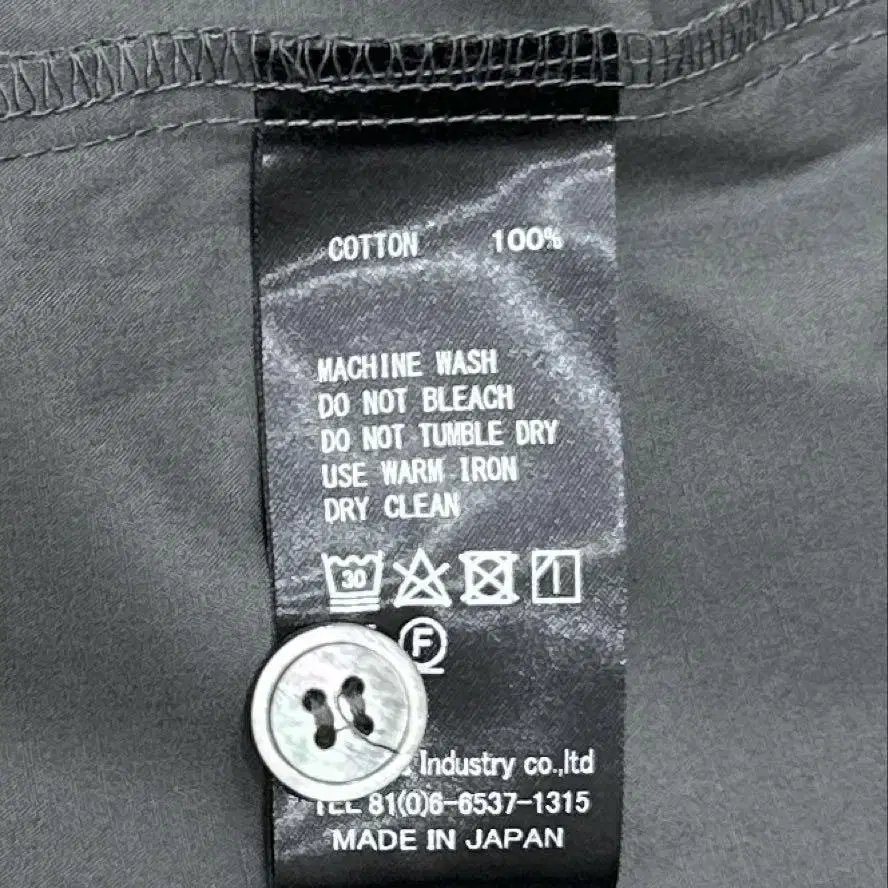 COTTON 100%
MACHINE WASH
DO NOT BLEACH
DO NOT TUMBLE DRY
USE WARM IRON
DRY CLEAN
30
F
Industry co.,ltd
TEL 81(0)6-6537-1315
MADE IN JAPAN